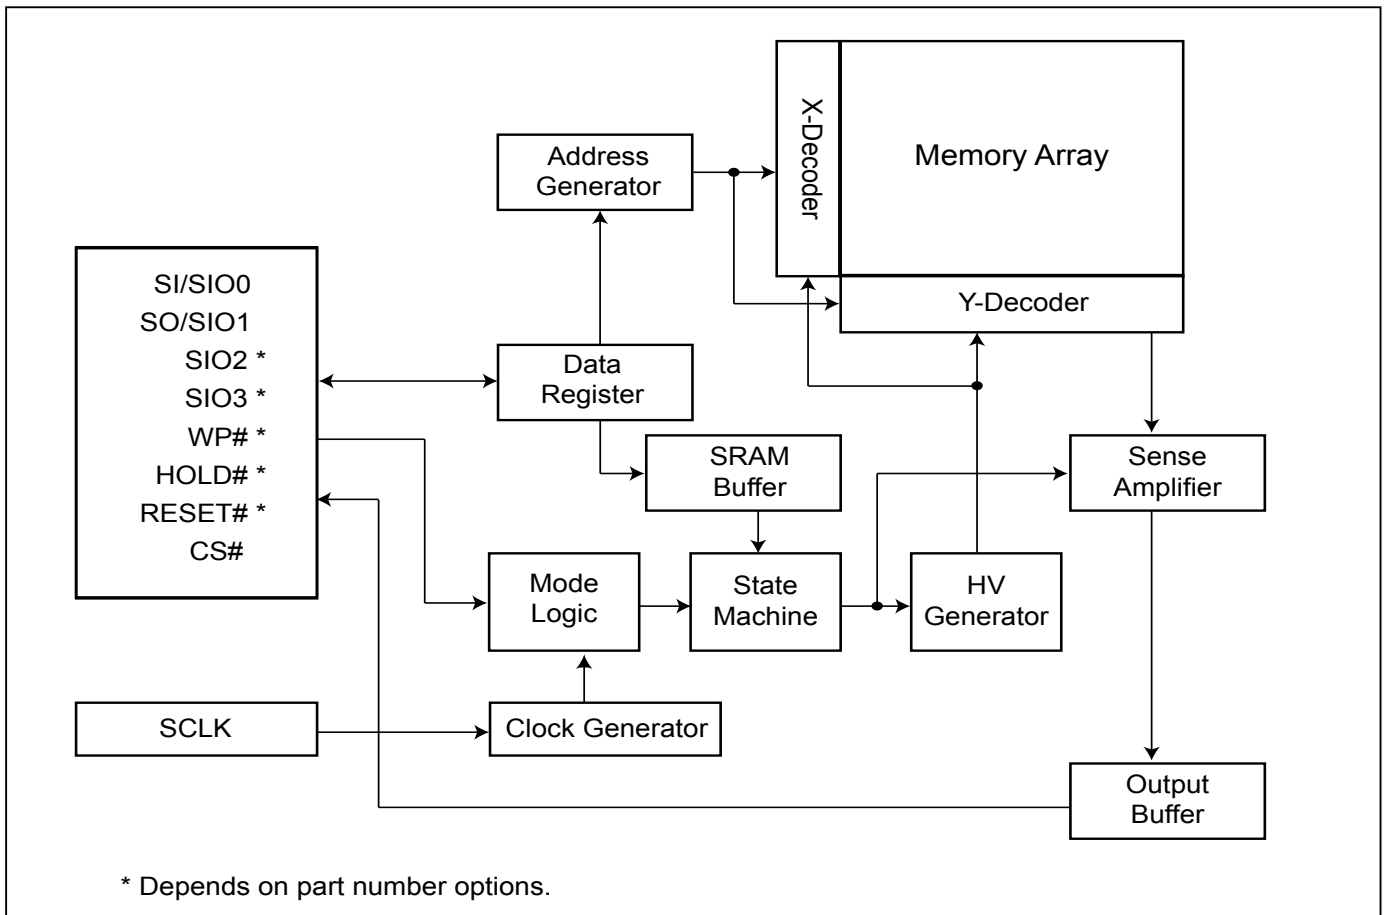 X-Decoder
Memory Array
Address
Generator
SI/SIO0
SO/SIO1
SIO2 *
SIO3 *
WP# *
HOLD# *
RESET# *
CS#
Y-Decoder
Data
Register
SRAM
Buffer
Sense
Amplifier
Mode
Logic
State
Machine
HV
Generator
SCLK
Clock Generator
Output
Buffer
* Depends on part number options.